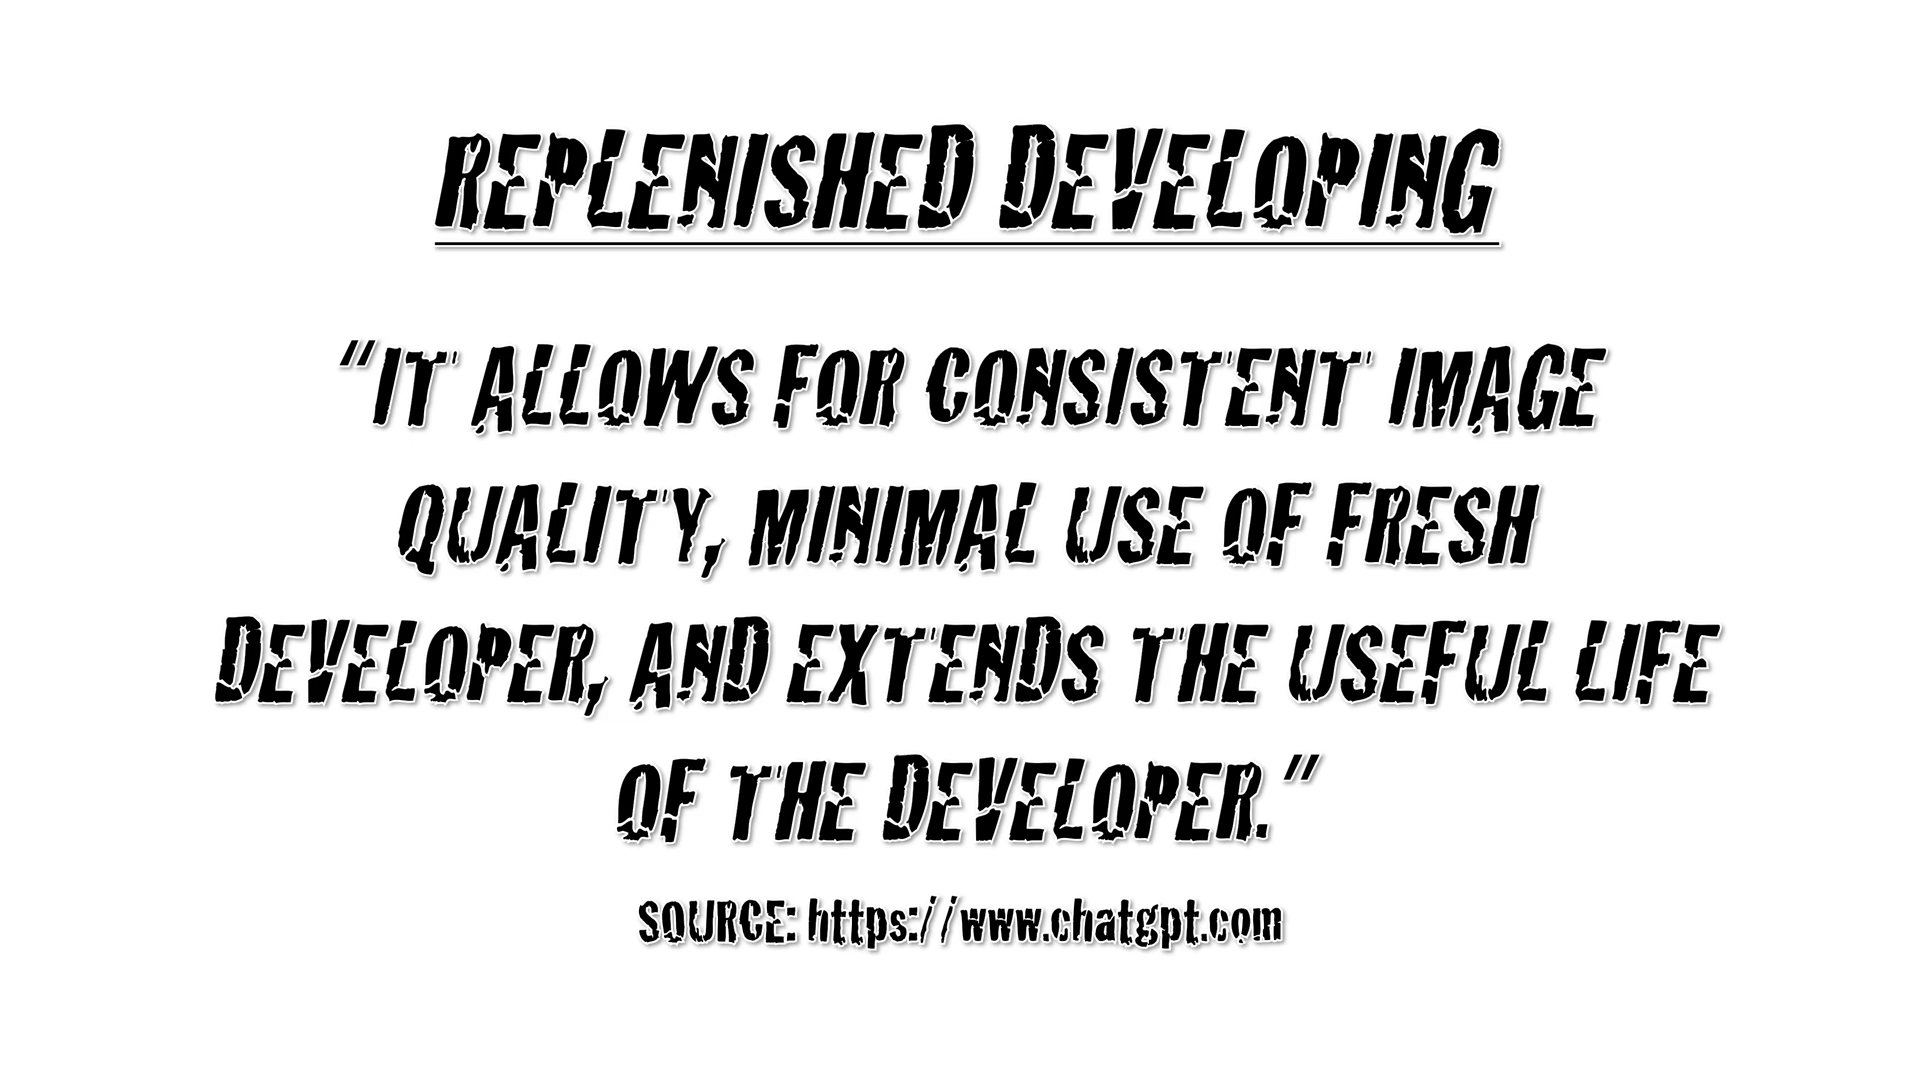 REPLENISHED DEVELOPING
"IT ALLOWS FOR CONSISTENT IMAGE
QUALITY, MINIMAL USE OF FRESH
DEVELOPER, AND EXTENDS THE USEFUL LIFE
OF THE DEVELOPER."
SOURCE: https://www.chatgpt.com